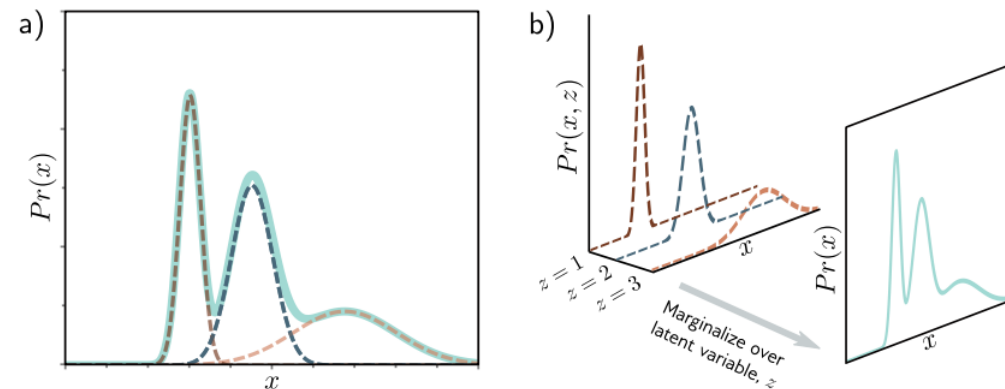 a)
Pr(x)
x
b)
Pr(x, z)
z = 1
z = 2
z = 3
x
Marginalize over
latent variable, z
Pr(x)
x